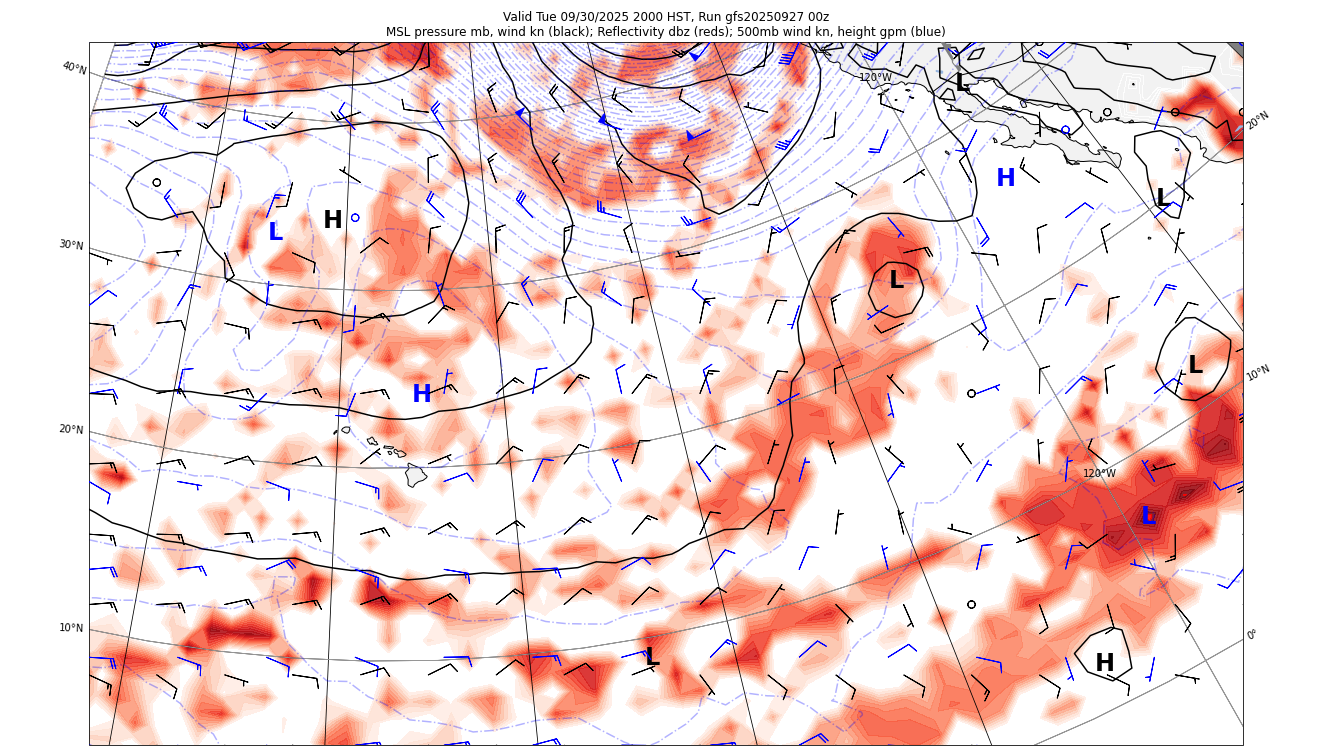 Valid Tue 09/30/2025 2000 HST, Run gfs20250927 00z
MSL pressure mb, wind kn (black); Reflectivity dbz (reds); 500mb wind kn, height gpm (blue)
40°N
120°W
L
20°N
H
L
H
L
30°N
L
L
10°N
H
20°N
120°W
L
10°N
0°
L
H